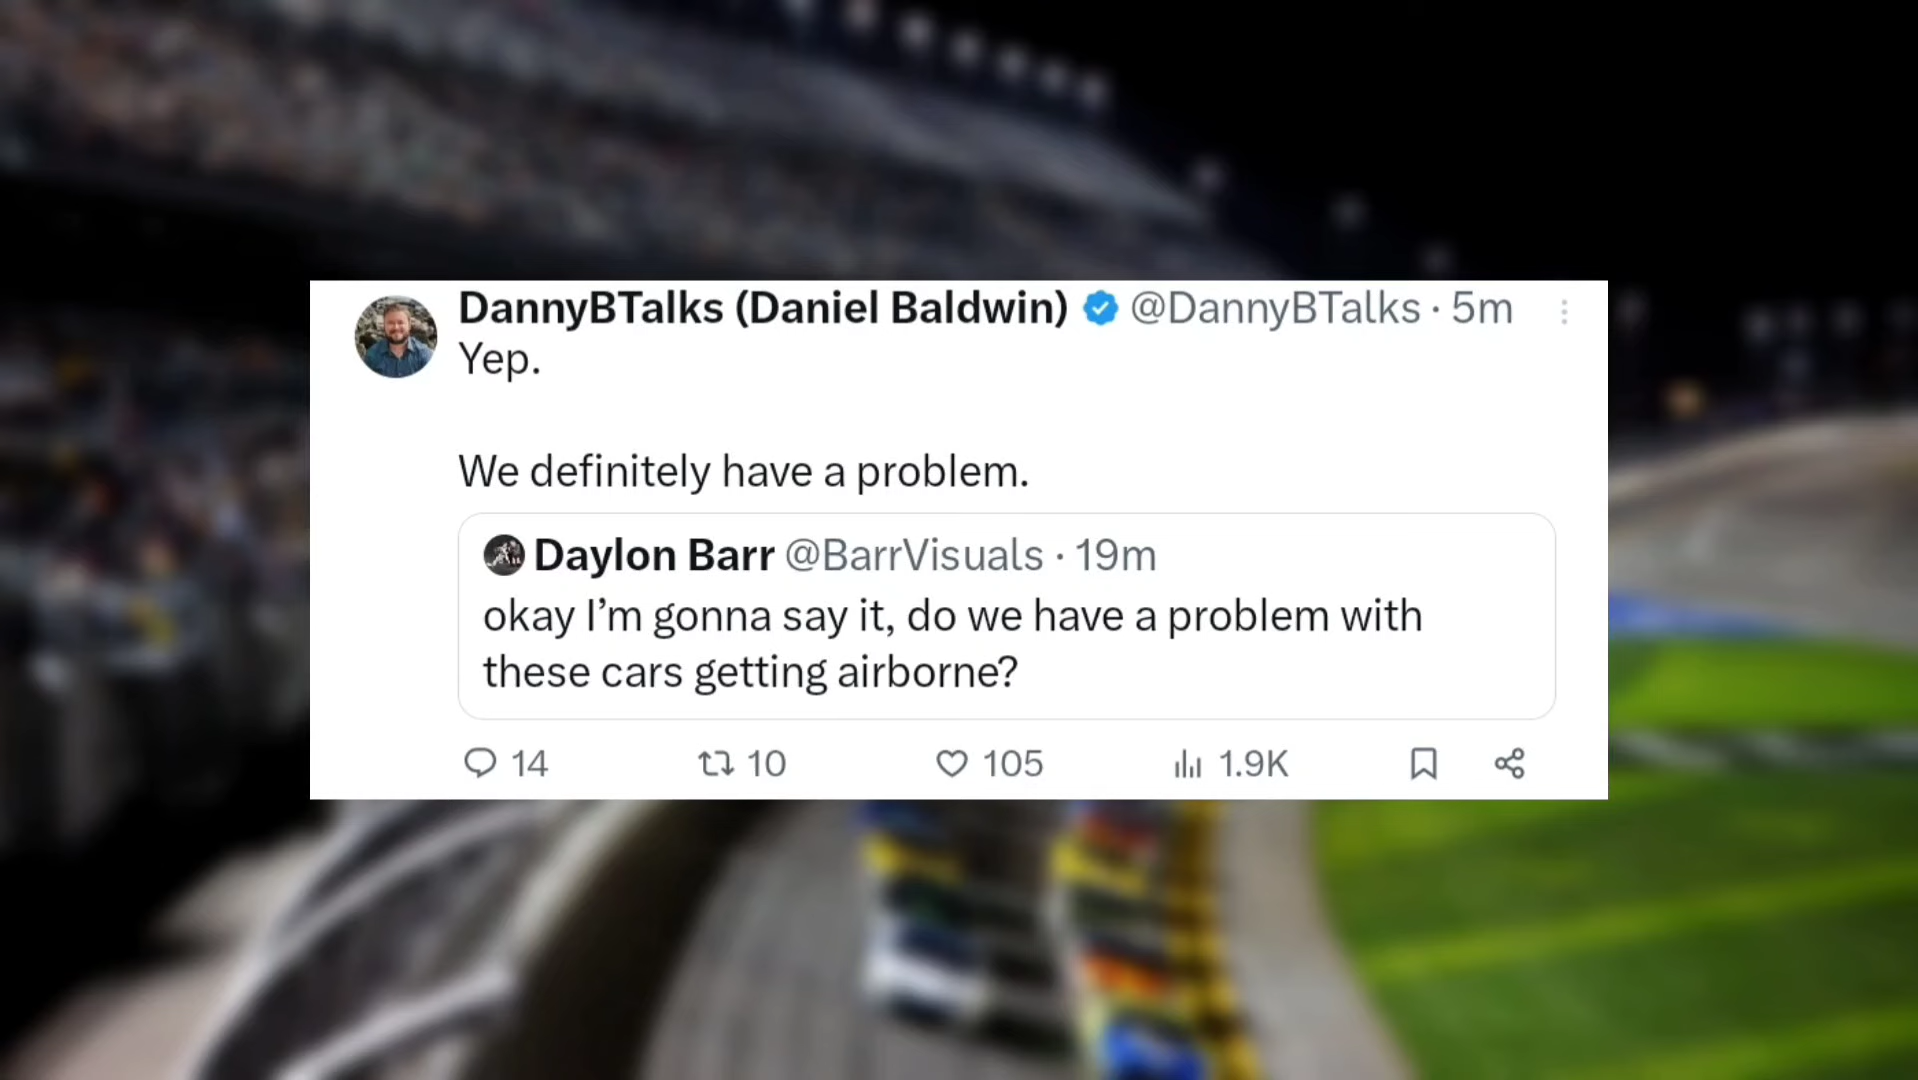 DannyBTalks (Daniel Baldwin) @DannyBTalks · 5m
Yep.
We definitely have a problem.
Daylon Barr @BarrVisuals · 19m
okay I’m gonna say it, do we have a problem with
these cars getting airborne?
14 10 105 1.9K